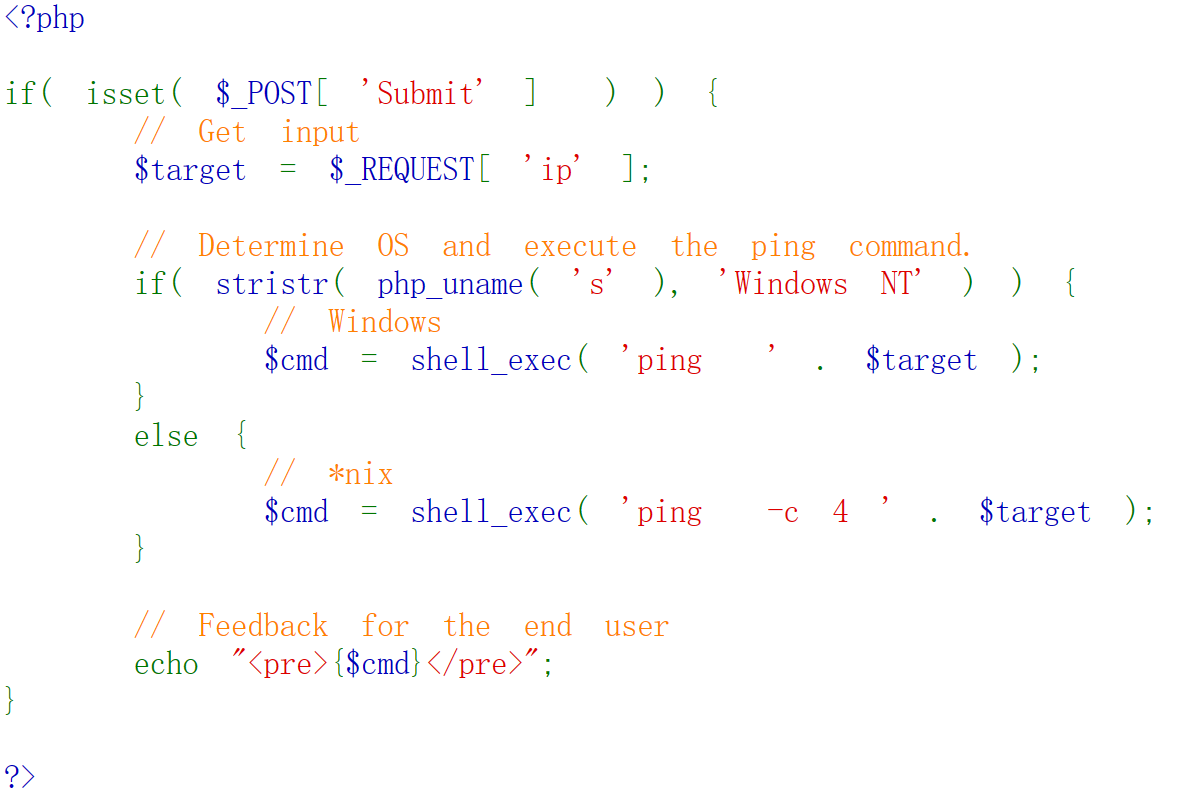 <?php
if( isset( $_POST[ 'Submit' ] ) ) {
// Get input
$target = $_REQUEST[ 'ip' ];
// Determine OS and execute the ping command.
if( stristr( php_uname( 's' ), 'Windows NT' ) ) {
// Windows
$cmd = shell_exec( 'ping ' . $target );
}
else {
// *nix
$cmd = shell_exec( 'ping -c 4 ' . $target );
}
// Feedback for the end user
echo "<pre>{$cmd}</pre>";
}
?>